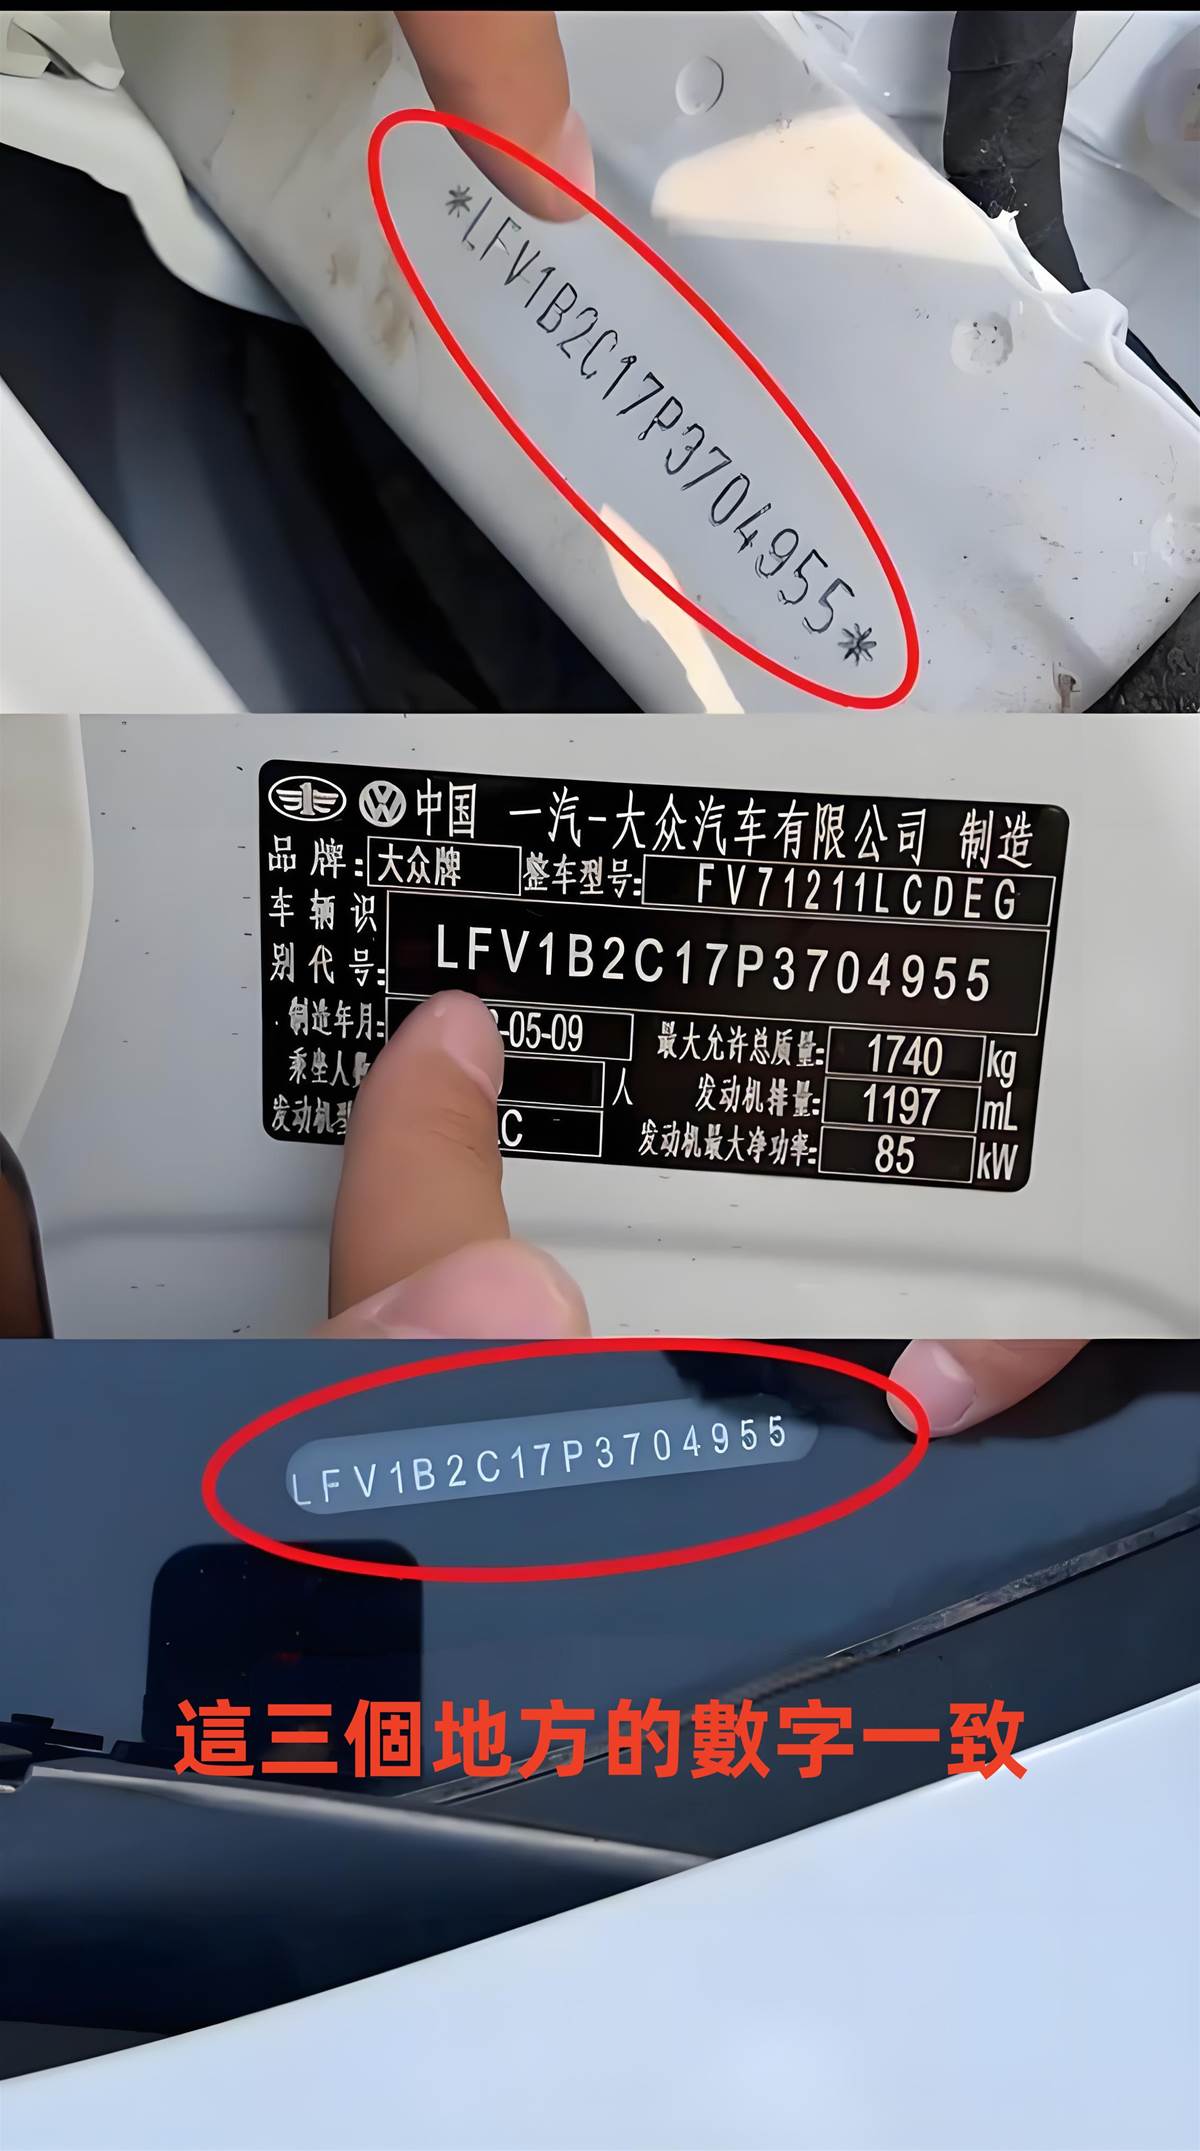 *LFV1B2C17P3704955*
中国 一汽-大众汽车有限公司 制造
品牌: 大众牌 整车型号: FV71211LCDEG
车辆识
别代号: LFV1B2C17P3704955
制造年月: -05-09 最大允许总质量: 1740 kg
乘坐人数 人 发动机排量: 1197 mL
发动机型 C 发动机最大净功率: 85 kW
LFV1B2C17P3704955
這三個地方的數字一致